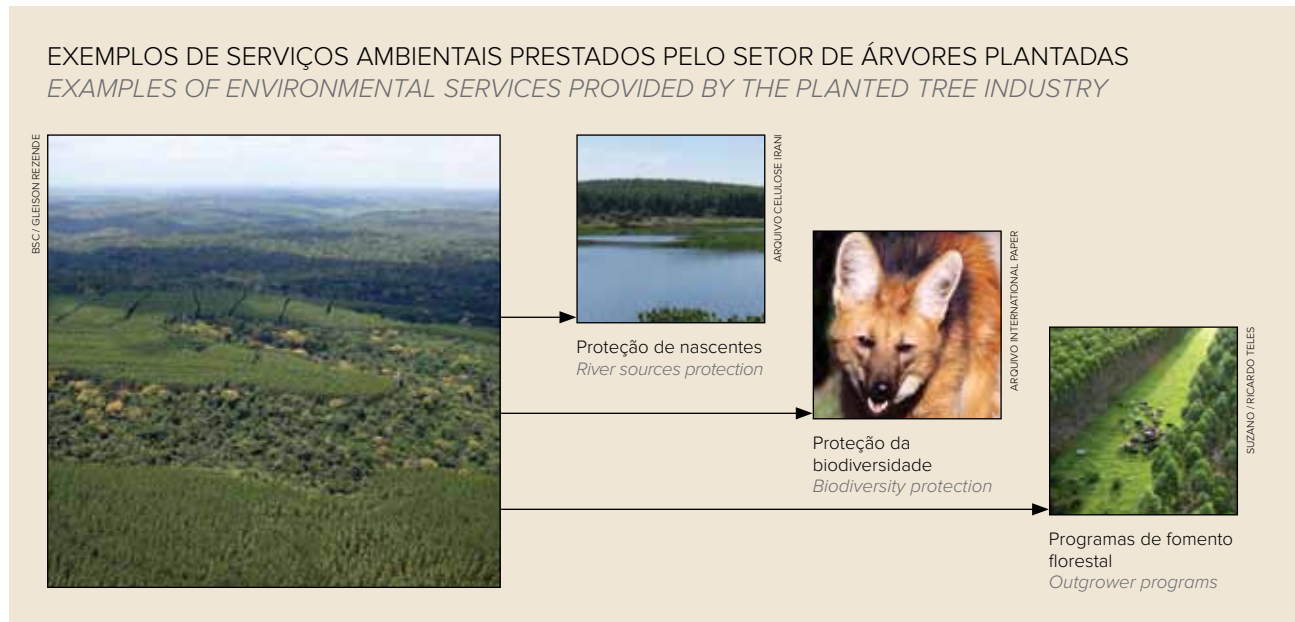 EXEMPLOS DE SERVIÇOS AMBIENTAIS PRESTADOS PELO SETOR DE ÁRVORES PLANTADAS
EXAMPLES OF ENVIRONMENTAL SERVICES PROVIDED BY THE PLANTED TREE INDUSTRY
BSC / GLEISON REZENDE
ARQUIVO CELULOSE IRANI
Proteção de nascentes
River sources protection
ARQUIVO INTERNATIONAL PAPER
Proteção da
biodiversidade
Biodiversity protection
SUZANO / RICARDO TELES
Programas de fomento
florestal
Outgrower programs